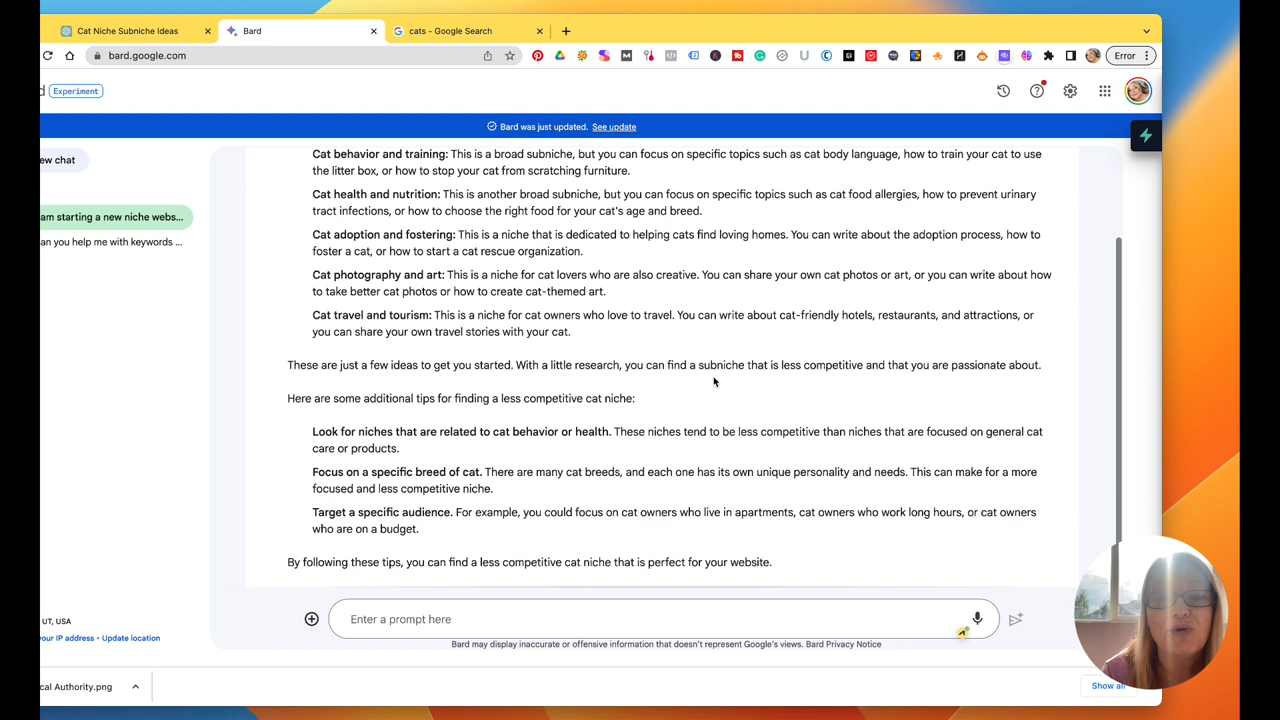 Cat Niche Subniche Ideas
Bard
cats - Google Search
bard.google.com
Error
d
Experiment
Bard was just updated. See update
ew chat
am starting a new niche webs...
an you help me with keywords ...
Cat behavior and training: This is a broad subniche, but you can focus on specific topics such as cat body language, how to train your cat to use
the litter box, or how to stop your cat from scratching furniture.
Cat health and nutrition: This is another broad subniche, but you can focus on specific topics such as cat food allergies, how to prevent urinary
tract infections, or how to choose the right food for your cat's age and breed.
Cat adoption and fostering: This is a niche that is dedicated to helping cats find loving homes. You can write about the adoption process, how to
foster a cat, or how to start a cat rescue organization.
Cat photography and art: This is a niche for cat lovers who are also creative. You can share your own cat photos or art, or you can write about how
to take better cat photos or how to create cat-themed art.
Cat travel and tourism: This is a niche for cat owners who love to travel. You can write about cat-friendly hotels, restaurants, and attractions, or
you can share your own travel stories with your cat.
These are just a few ideas to get you started. With a little research, you can find a subniche that is less competitive and that you are passionate about.
Here are some additional tips for finding a less competitive cat niche:
Look for niches that are related to cat behavior or health. These niches tend to be less competitive than niches that are focused on general cat
care or products.
Focus on a specific breed of cat. There are many cat breeds, and each one has its own unique personality and needs. This can make for a more
focused and less competitive niche.
Target a specific audience. For example, you could focus on cat owners who live in apartments, cat owners who work long hours, or cat owners
who are on a budget.
By following these tips, you can find a less competitive cat niche that is perfect for your website.
Enter a prompt here
UT, USA
your IP address • Update location
Bard may display inaccurate or offensive information that doesn't represent Google's views. Bard Privacy Notice
cal Authority.png
Show all